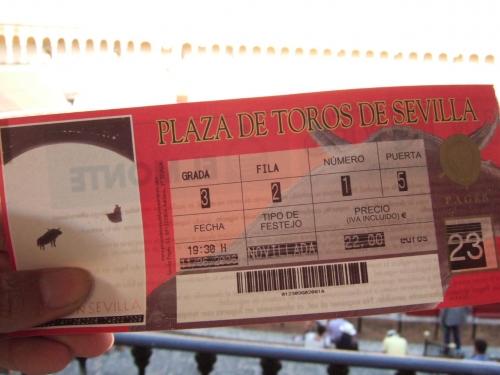 PLAZA DE TOROS DE SEVILLA
GRADA FILA NÚMERO PUERTA
3 2 1 5
FECHA TIPO DE FESTEJO PRECIO (IVA INCLUIDO) €
19:30 H NOVILLADA 22.00 euros
PAGES
23
SEVILLA